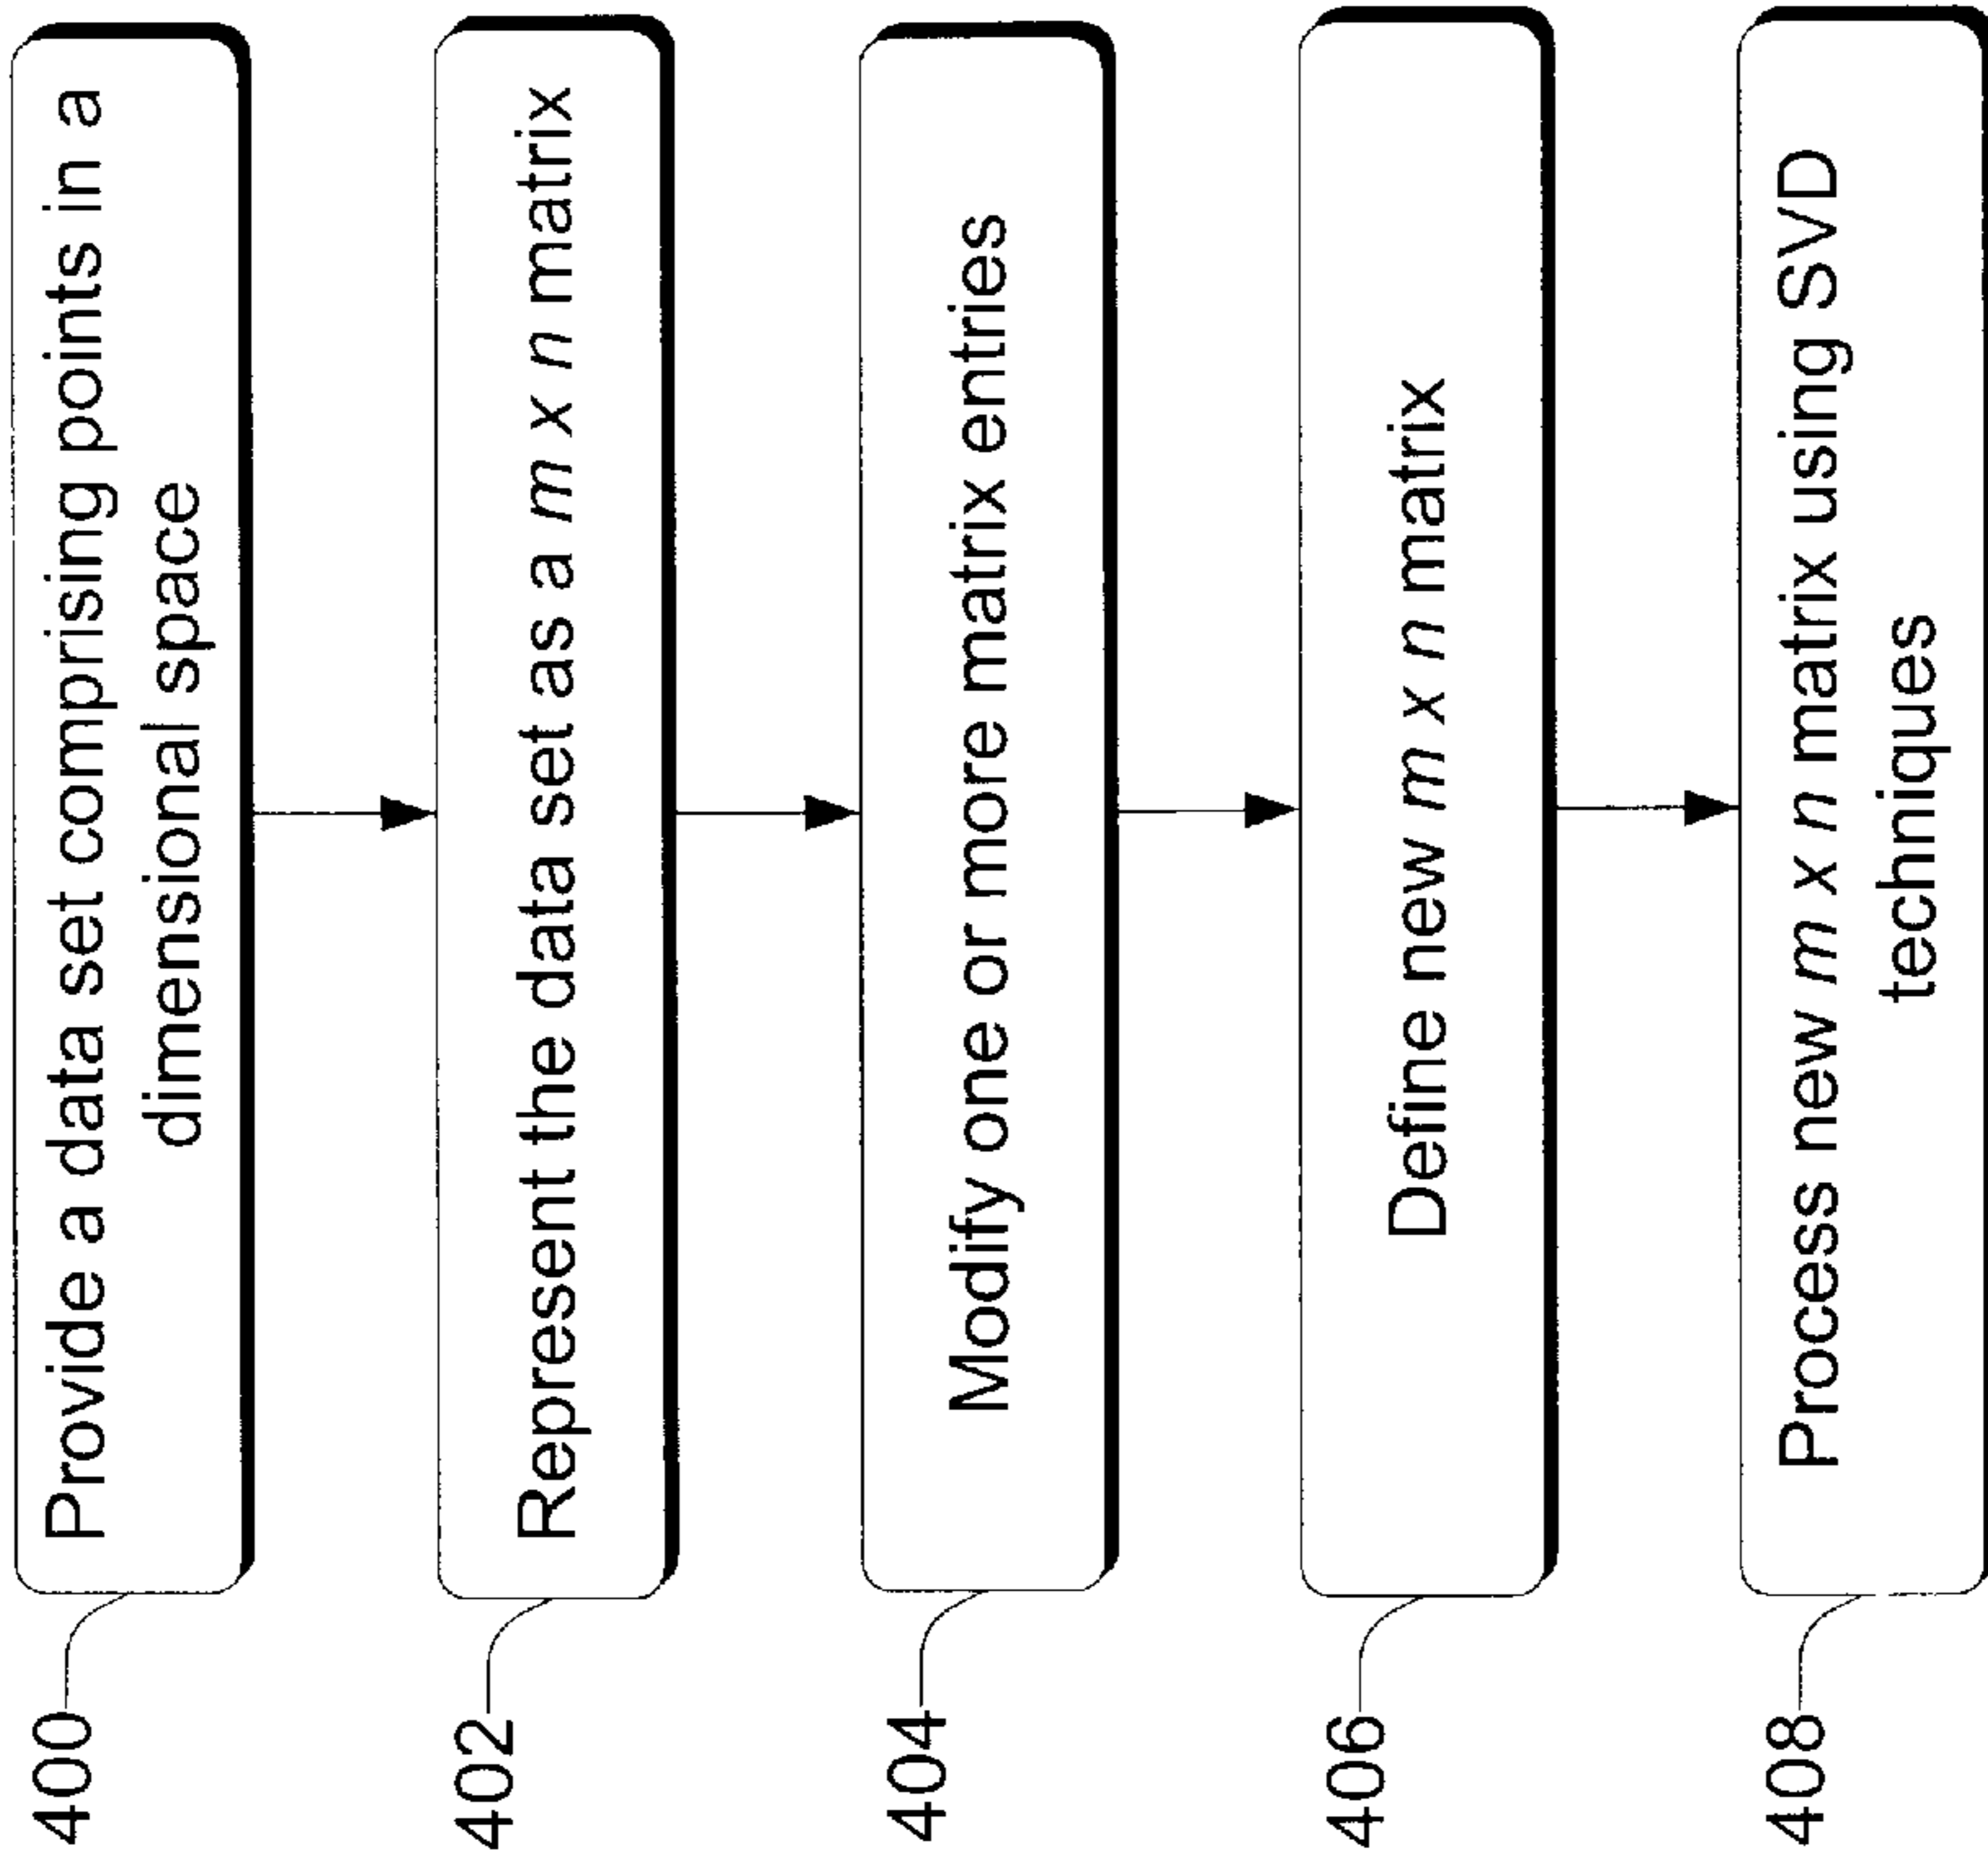 400
Provide a data set comprising points in a
dimensional space
402
Represent the data set as a m x n matrix
404
Modify one or more matrix entries
406
Define new m x n matrix
408
Process new m x n matrix using SVD
techniques